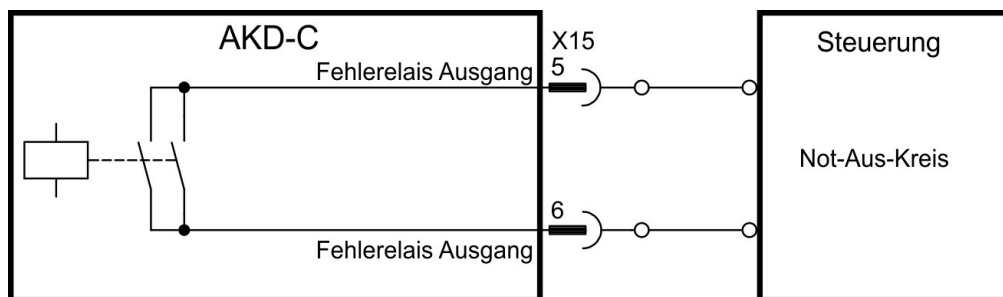 AKD-C
X15
Steuerung
Fehlerelais Ausgang
5
Not-Aus-Kreis
6
Fehlerelais Ausgang